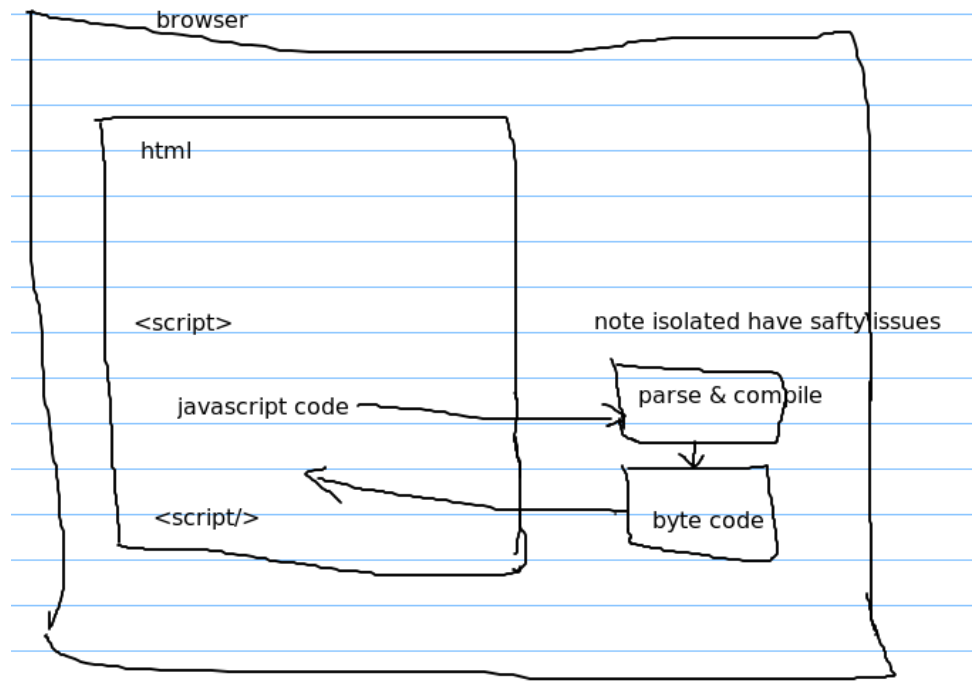 browser
html
<script>
note isolated have safty issues
parse & compile
javascript code
<script/>
byte code